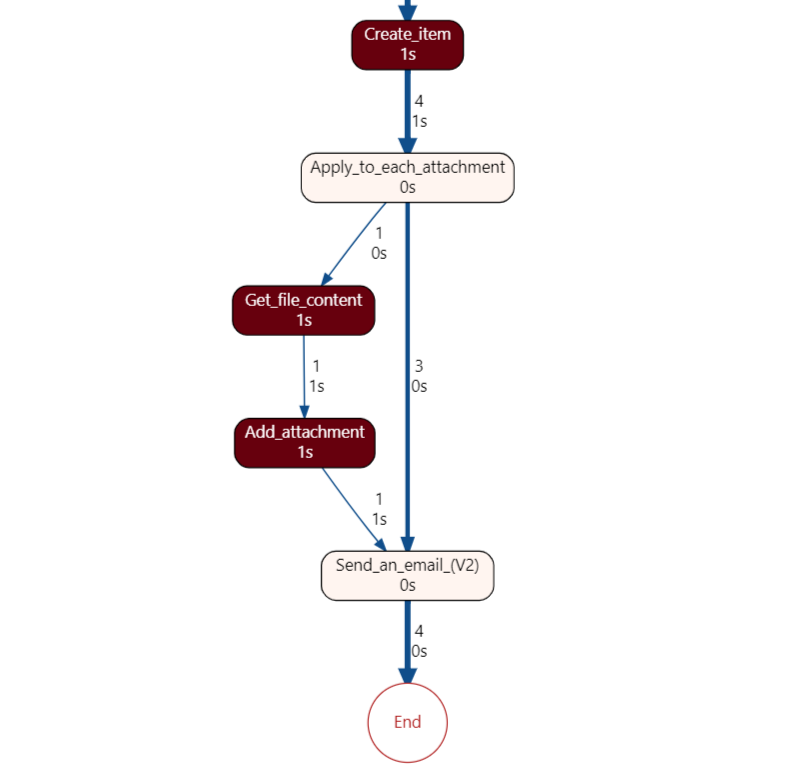 Create_item
1s
4
1s
Apply_to_each_attachment
0s
1
0s
Get_file_content
1s
1
1s
3
0s
Add_attachment
1s
1
1s
Send_an_email_(V2)
0s
4
0s
End